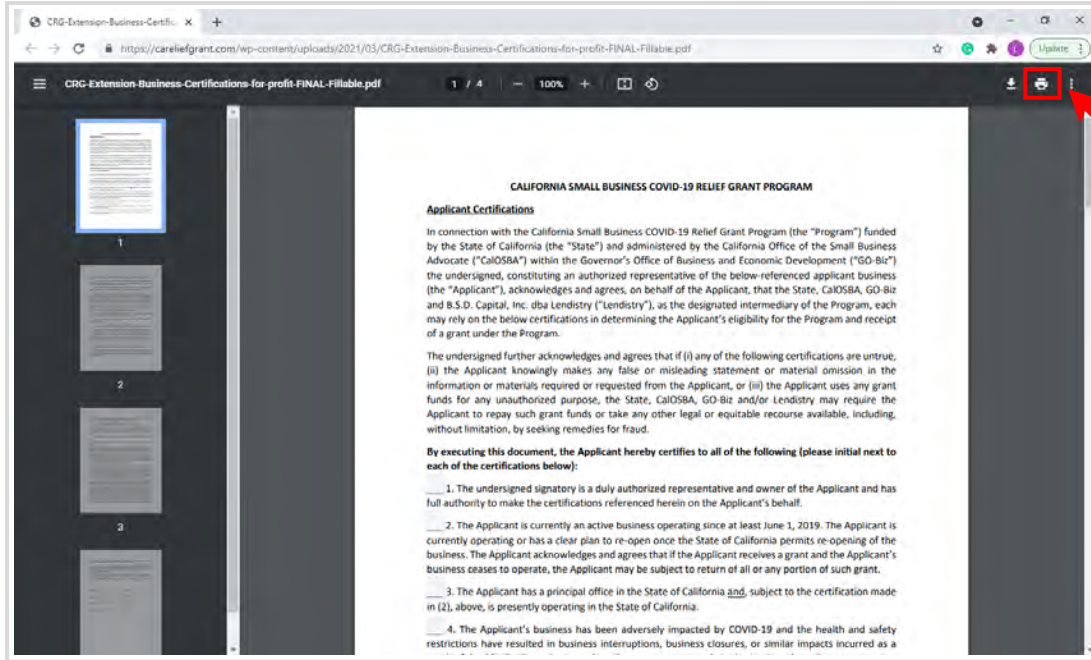 CRG-Extension-Business-Certific
Update
https://careliefgrant.com/wp-content/uploads/2021/03/CRG-Extension-Business-Certifications-for-profit-FINAL-Fillable.pdf
CRG-Extension-Business-Certifications-for-profit-FINAL-Fillable.pdf
1 / 4
100%
1
2
3
CALIFORNIA SMALL BUSINESS COVID-19 RELIEF GRANT PROGRAM
Applicant Certifications
In connection with the California Small Business COVID-19 Relief Grant Program (the "Program") funded
by the State of California (the "State") and administered by the California Office of the Small Business
Advocate ("CalOSBA") within the Governor's Office of Business and Economic Development ("GO-Biz")
the undersigned, constituting an authorized representative of the below-referenced applicant business
(the "Applicant"), acknowledges and agrees, on behalf of the Applicant, that the State, CalOSBA, GO-Biz
and B.S.D. Capital, Inc. dba Lendistry ("Lendistry"), as the designated intermediary of the Program, each
may rely on the below certifications in determining the Applicant's eligibility for the Program and receipt
of a grant under the Program.
The undersigned further acknowledges and agrees that if (i) any of the following certifications are untrue,
(ii) the Applicant knowingly makes any false or misleading statement or material omission in the
information or materials required or requested from the Applicant, or (iii) the Applicant uses any grant
funds for any unauthorized purpose, the State, CalOSBA, GO-Biz and/or Lendistry may require the
Applicant to repay such grant funds or take any other legal or equitable recourse available, including,
without limitation, by seeking remedies for fraud.
By executing this document, the Applicant hereby certifies to all of the following (please initial next to
each of the certifications below):
___ 1. The undersigned signatory is a duly authorized representative and owner of the Applicant and has
full authority to make the certifications referenced herein on the Applicant's behalf.
___ 2. The Applicant is currently an active business operating since at least June 1, 2019. The Applicant is
currently operating or has a clear plan to re-open once the State of California permits re-opening of the
business. The Applicant acknowledges and agrees that if the Applicant receives a grant and the Applicant's
business ceases to operate, the Applicant may be subject to return of all or any portion of such grant.
___ 3. The Applicant has a principal office in the State of California and, subject to the certification made
in (2), above, is presently operating in the State of California.
___ 4. The Applicant's business has been adversely impacted by COVID-19 and the health and safety
restrictions have resulted in business interruptions, business closures, or similar impacts incurred as a